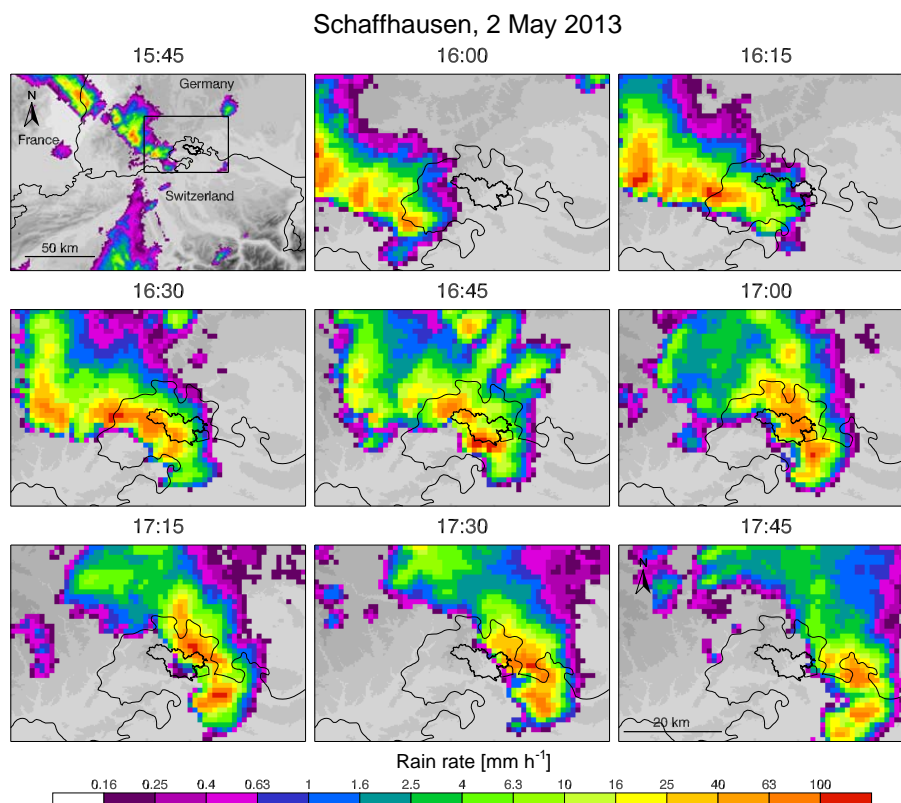 Schaffhausen, 2 May 2013
15:45
16:00
16:15
N
Germany
France
Switzerland
50 km
16:30
16:45
17:00
17:15
17:30
17:45
N
20 km
Rain rate [mm h⁻¹]
0.16 0.25 0.4 0.63 1 1.6 2.5 4 6.3 10 16 25 40 63 100